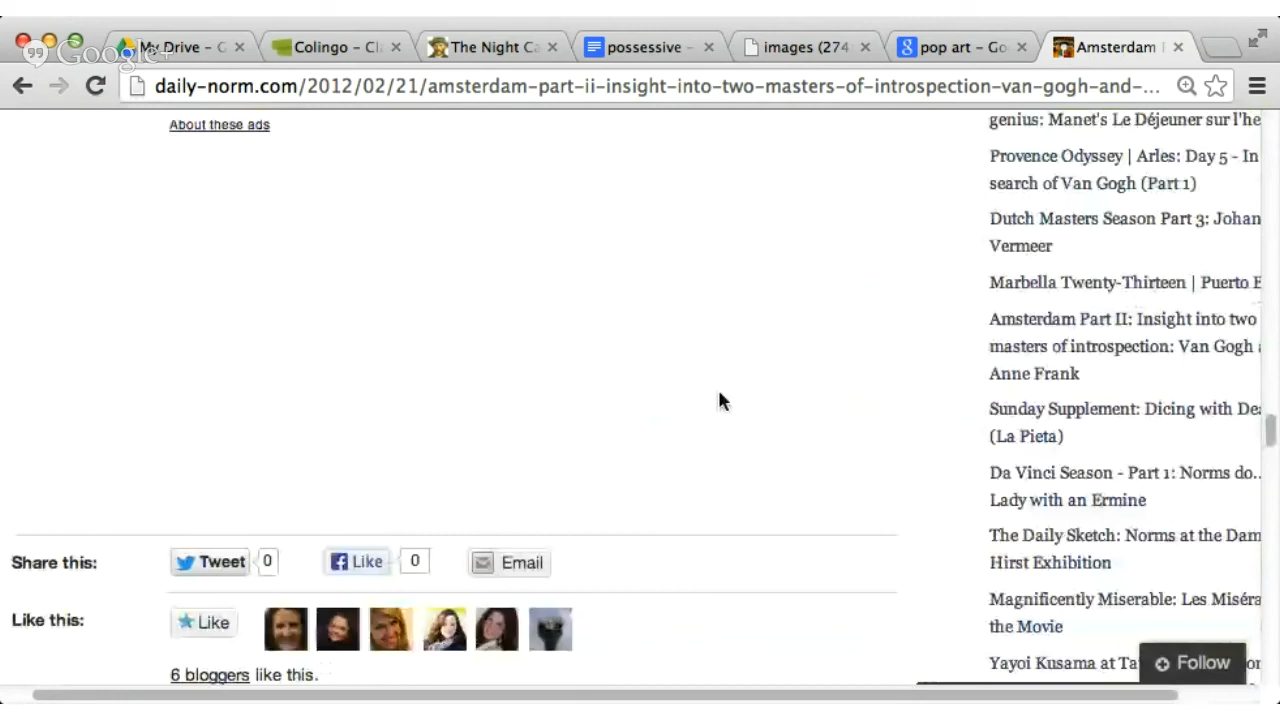 Google+
My Drive – G
Colingo – Cl
The Night Ca
possessive –
images (274
pop art – Go
Amsterdam
daily-norm.com/2012/02/21/amsterdam-part-ii-insight-into-two-masters-of-introspection-van-gogh-and-...
About these ads
genius: Manet's Le Déjeuner sur l'he
Provence Odyssey | Arles: Day 5 - In
search of Van Gogh (Part 1)
Dutch Masters Season Part 3: Johan
Vermeer
Marbella Twenty-Thirteen | Puerto
Amsterdam Part II: Insight into two
masters of introspection: Van Gogh
Anne Frank
Sunday Supplement: Dicing with Dea
(La Pieta)
Da Vinci Season - Part 1: Norms do..
Lady with an Ermine
The Daily Sketch: Norms at the Dam
Hirst Exhibition
Magnificently Miserable: Les Miséra
the Movie
Yayoi Kusama at Ta
Share this:
Tweet 0
Like 0
Email
Like this:
Like
6 bloggers like this.
Follow